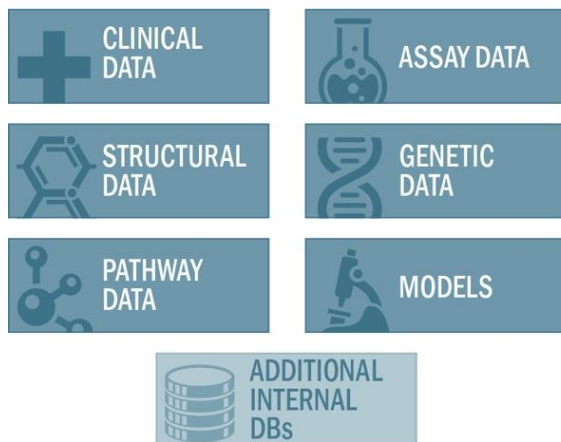 CLINICAL
DATA
ASSAY DATA
STRUCTURAL
DATA
GENETIC
DATA
PATHWAY
DATA
MODELS
ADDITIONAL
INTERNAL
DBs